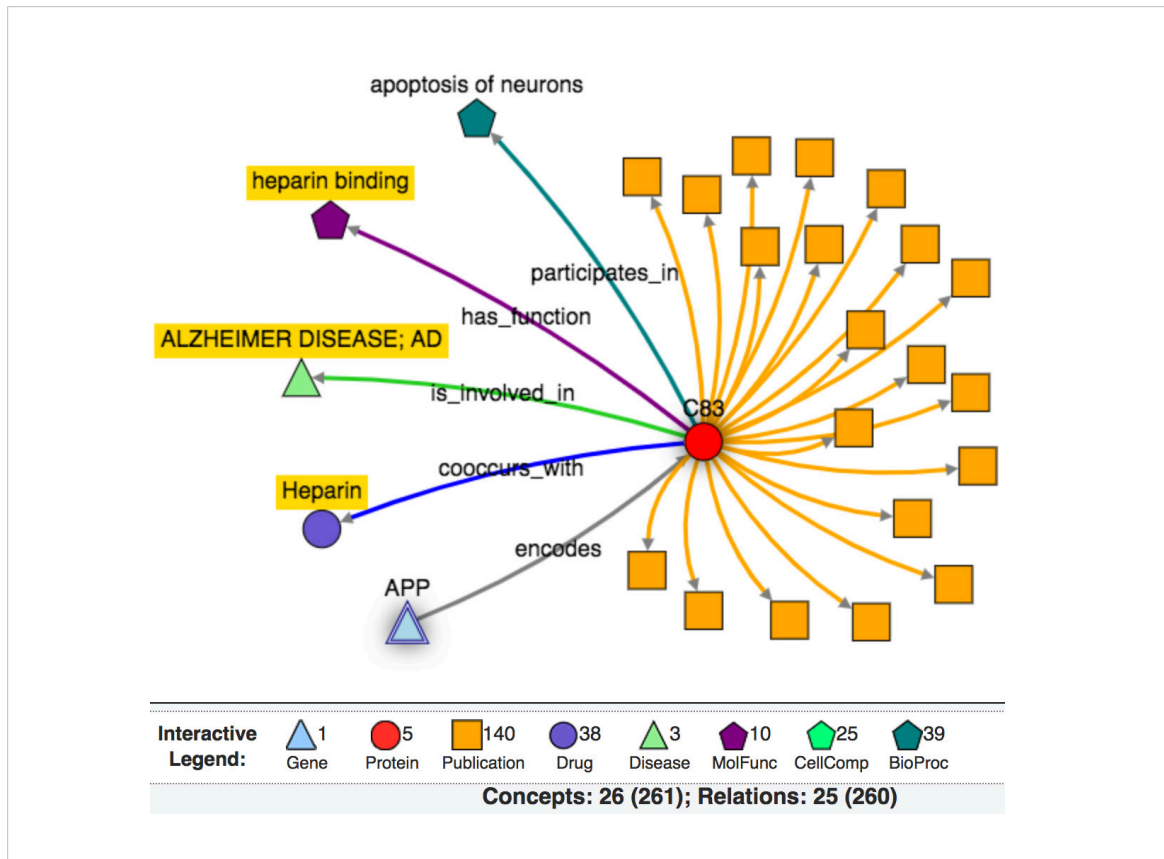 apoptosis of neurons
heparin binding
participates_in
has_function
ALZHEIMER DISEASE; AD
is_involved_in
C83
cooccurs_with
Heparin
encodes
APP
Interactive Legend:
1 Gene
5 Protein
140 Publication
38 Drug
3 Disease
10 MolFunc
25 CellComp
39 BioProc
Concepts: 26 (261); Relations: 25 (260)